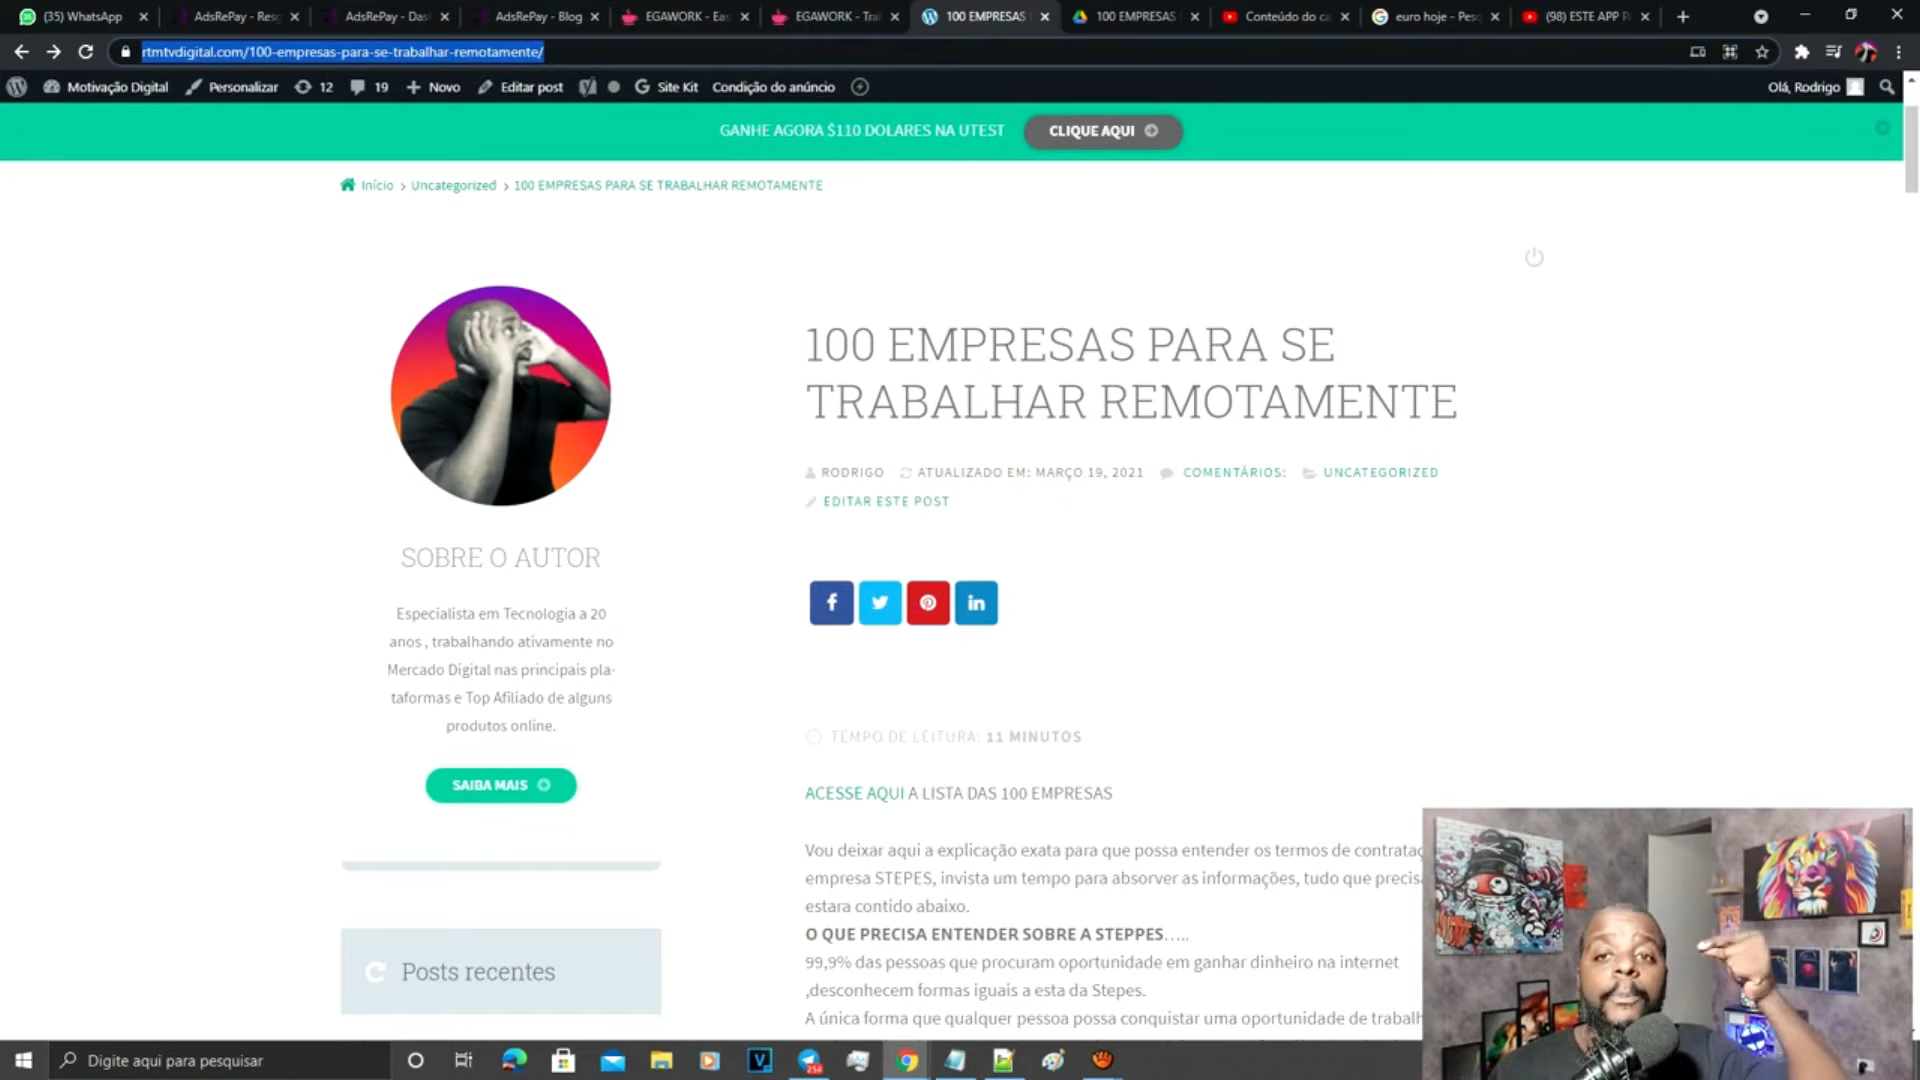 (35) WhatsApp
AdsRePay - Resg
AdsRePay - Das
AdsRePay - Blog
EGAWORK - Eas
EGAWORK - Tra
100 EMPRESAS
100 EMPRESAS
Conteúdo do ca
euro hoje - Pesq
(98) ESTE APP P
rtmtvdigital.com/100-empresas-para-se-trabalhar-remotamente/
Motivação Digital
Personalizar
12
19
Novo
Editar post
Site Kit
Condição do anúncio
Olá, Rodrigo
GANHE AGORA $110 DOLARES NA UTEST
CLIQUE AQUI
Início > Uncategorized > 100 EMPRESAS PARA SE TRABALHAR REMOTAMENTE
100 EMPRESAS PARA SE
TRABALHAR REMOTAMENTE
RODRIGO ATUALIZADO EM: MARÇO 19, 2021 COMENTÁRIOS: UNCATEGORIZED
EDITAR ESTE POST
SOBRE O AUTOR
Especialista em Tecnologia a 20
anos , trabalhando ativamente no
Mercado Digital nas principais pla-
taformas e Top Afiliado de alguns
produtos online.
SAIBA MAIS
Posts recentes
TEMPO DE LEITURA: 11 MINUTOS
ACESSE AQUI A LISTA DAS 100 EMPRESAS
Vou deixar aqui a explicação exata para que possa entender os termos de contrataç
empresa STEPES, invista um tempo para absorver as informações, tudo que precisa
estara contido abaixo.
O QUE PRECISA ENTENDER SOBRE A STEPPES…..
99,9% das pessoas que procuram oportunidade em ganhar dinheiro na internet
,desconhecem formas iguais a esta da Stepes.
A única forma que qualquer pessoa possa conquistar uma oportunidade de trabalh
Digite aqui para pesquisar
254